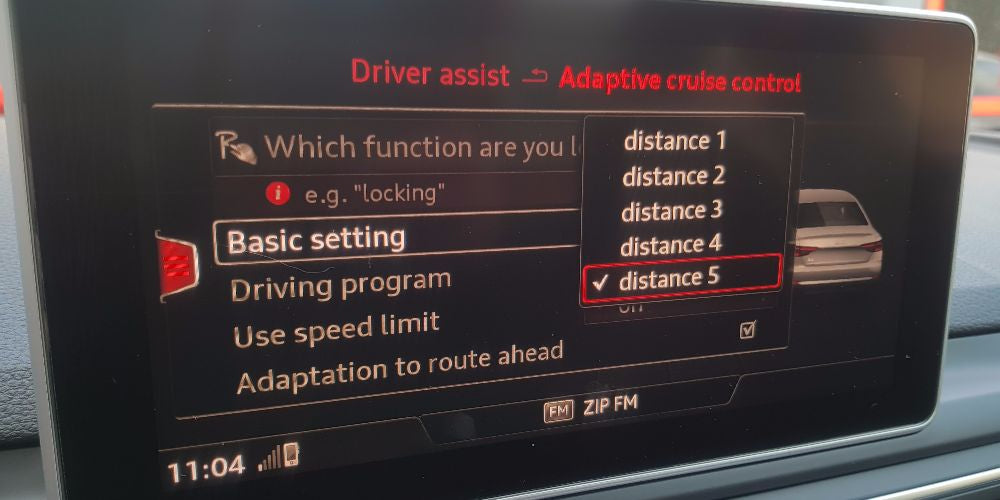 Driver assist Adaptive cruise control
Which function are you
e.g. "locking"
Basic setting
Driving program
Use speed limit
Adaptation to route ahead
distance 1
distance 2
distance 3
distance 4
distance 5
FM ZIP FM
11:04